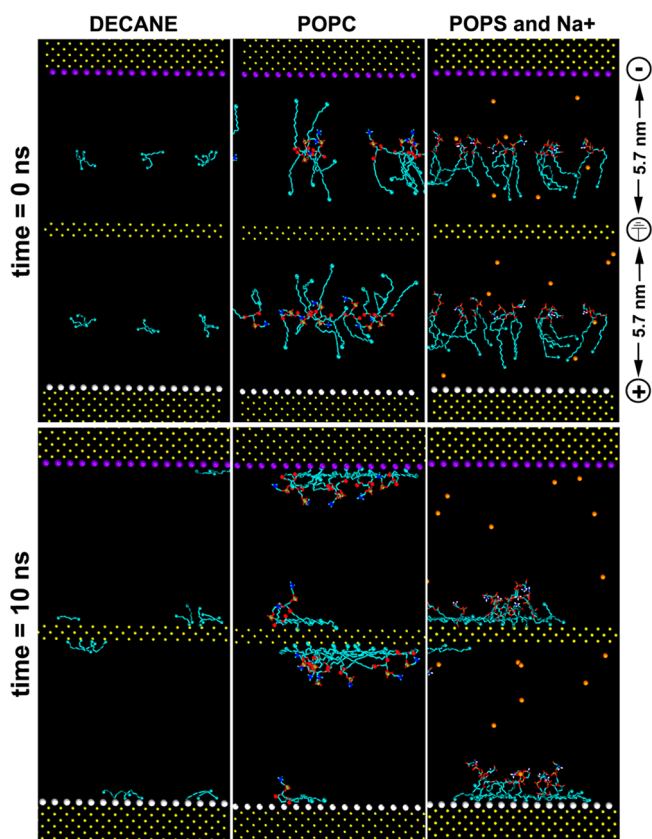 DECANE POPC POPS and Na+
time = 0 ns
-
5.7 nm
5.7 nm
+
time = 10 ns